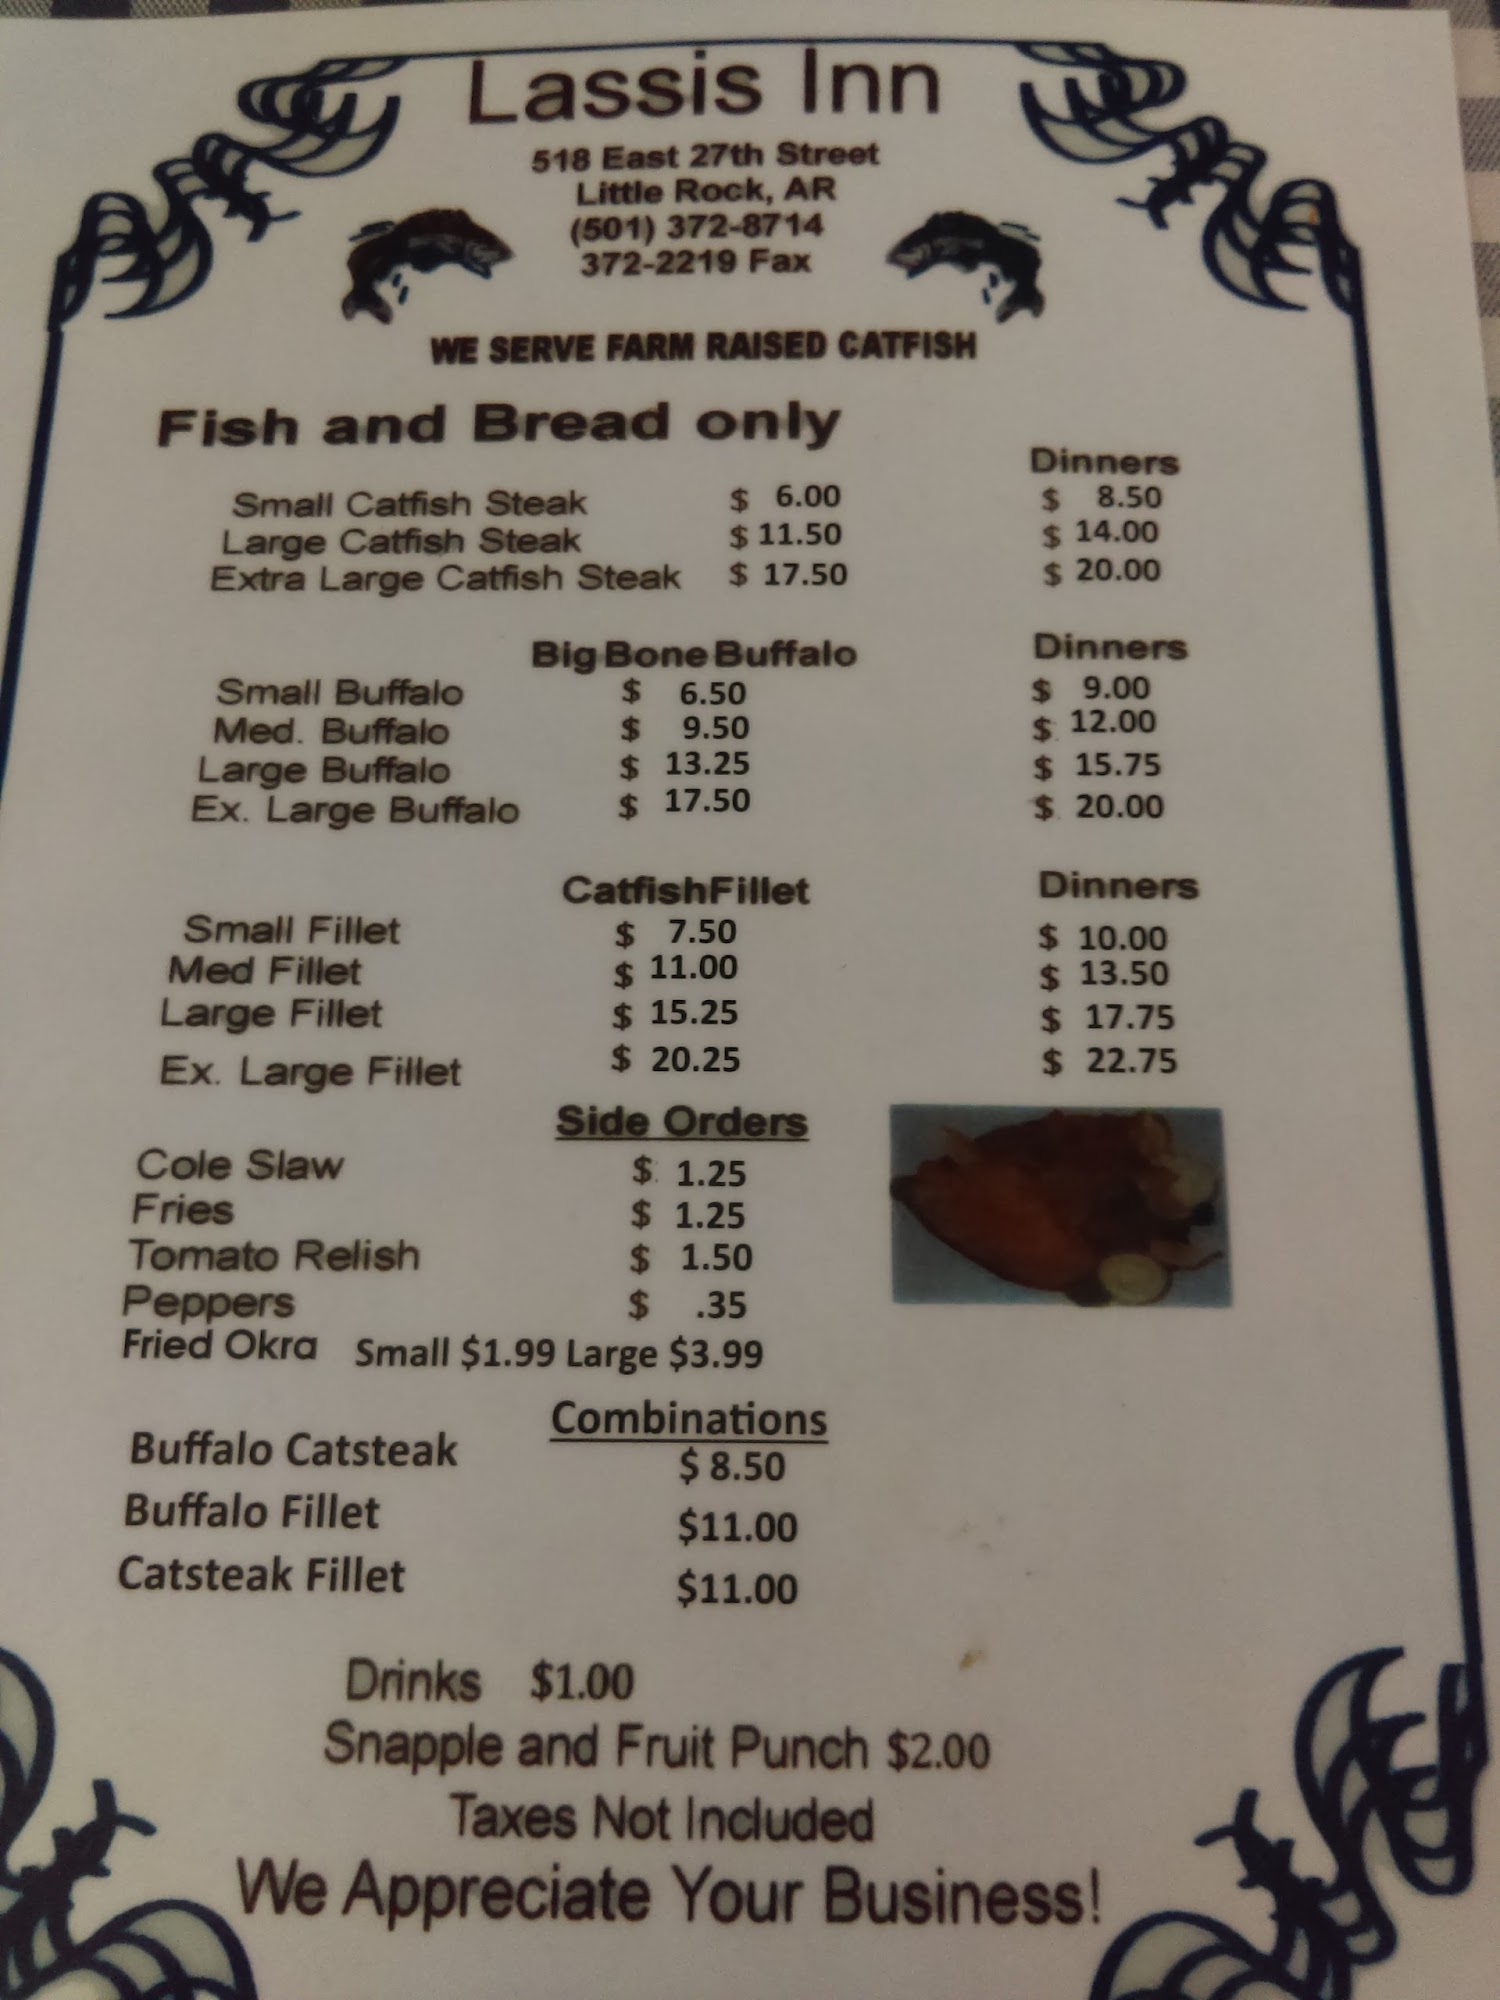 Lassis Inn
518 East 27th Street
Little Rock, AR
(501) 372-8714
372-2219 Fax
WE SERVE FARM RAISED CATFISH
Fish and Bread only
Dinners
Small Catfish Steak $ 6.00 $ 8.50
Large Catfish Steak $ 11.50 $ 14.00
Extra Large Catfish Steak $ 17.50 $ 20.00
Big Bone Buffalo Dinners
Small Buffalo $ 6.50 $ 9.00
Med. Buffalo $ 9.50 $ 12.00
Large Buffalo $ 13.25 $ 15.75
Ex. Large Buffalo $ 17.50 $ 20.00
Catfish Fillet Dinners
Small Fillet $ 7.50 $ 10.00
Med Fillet $ 11.00 $ 13.50
Large Fillet $ 15.25 $ 17.75
Ex. Large Fillet $ 20.25 $ 22.75
Side Orders
Cole Slaw $ 1.25
Fries $ 1.25
Tomato Relish $ 1.50
Peppers $ .35
Fried Okra Small $1.99 Large $3.99
Combinations
Buffalo Catsteak $ 8.50
Buffalo Fillet $11.00
Catsteak Fillet $11.00
Drinks $1.00
Snapple and Fruit Punch $2.00
Taxes Not Included
We Appreciate Your Business!